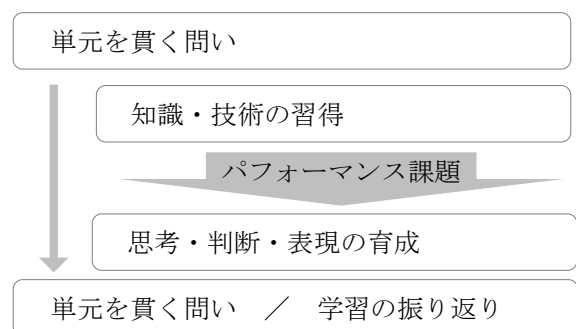 単元を貫く問い
知識・技術の習得
パフォーマンス課題
思考・判断・表現の育成
単元を貫く問い ／ 学習の振り返り